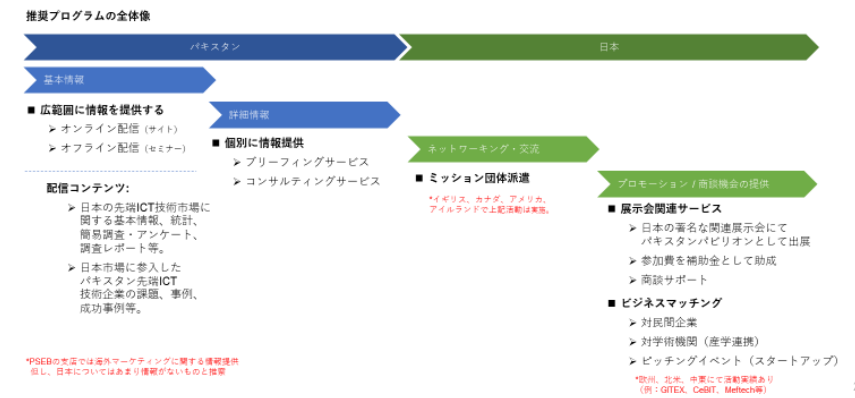 推奨プログラムの全体像
パキスタン
日本
基本情報
■ 広範囲に情報を提供する
➢ オンライン配信（サイト）
➢ オフライン配信（セミナー）
配信コンテンツ:
➢ 日本の先端ICT技術市場に
関する基本情報、統計、
簡易調査・アンケート、
調査レポート等。
➢ 日本市場に参入した
パキスタン先端ICT
技術企業の課題、事例、
成功事例等。
*PSEBの支店では海外マーケティングに関する情報提供
但し、日本についてはあまり情報がないものと推察
詳細情報
■ 個別に情報提供
➢ ブリーフィングサービス
➢ コンサルティングサービス
ネットワーキング・交流
■ ミッション団体派遣
*イギリス、カナダ、アメリカ、
アイルランドで上記活動は実施。
プロモーション / 商談機会の提供
■ 展示会関連サービス
➢ 日本の著名な関連展示会にて
パキスタンパビリオンとして出展
➢ 参加費を補助金として助成
➢ 商談サポート
■ ビジネスマッチング
➢ 対民間企業
➢ 対学術機関（産学連携）
➢ ピッチングイベント（スタートアップ）
*欧州、北米、中東にて活動実績あり
（例：GITEX、CeBIT、Meftech等）